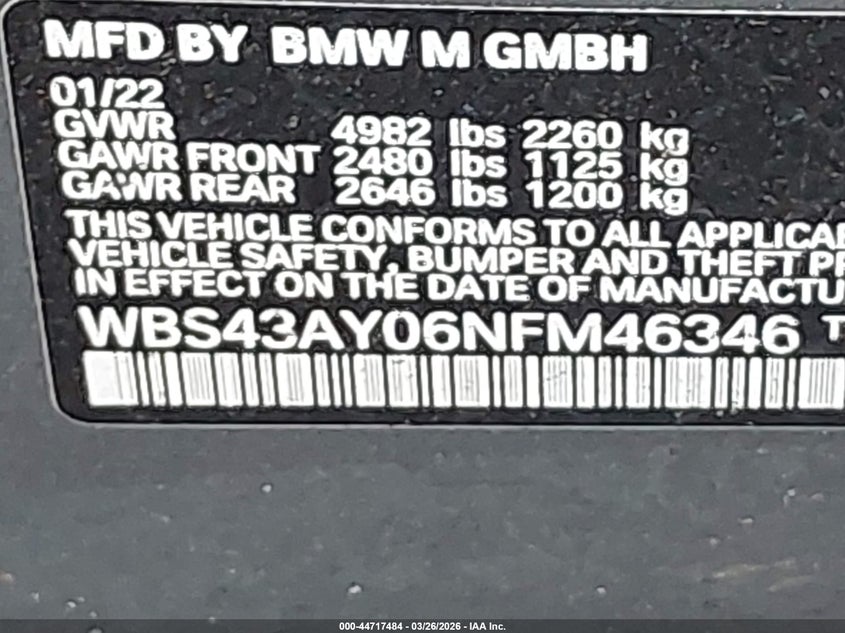 MFD BY BMW M GMBH
01/22
GVWR 4982 lbs 2260 kg
GAWR FRONT 2480 lbs 1125 kg
GAWR REAR 2646 lbs 1200 kg
THIS VEHICLE CONFORMS TO ALL APPLICAB
VEHICLE SAFETY, BUMPER AND THEFT PR
IN EFFECT ON THE DATE OF MANUFACTU
WBS43AY06NFM46346 T
000-44717484 - 03/26/2026 - IAA Inc.